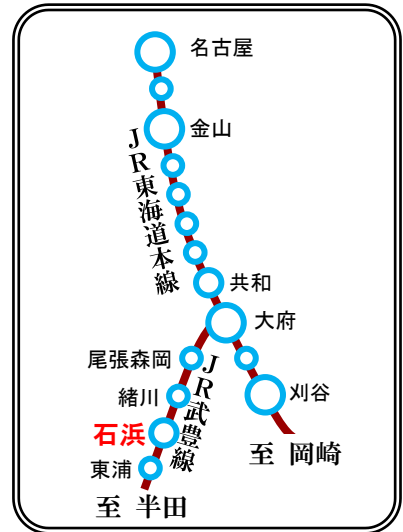 名古屋
金山
JR東海道本線
共和
大府
尾張森岡
JR武豊線
緒川
刈谷
石浜
東浦
至 岡崎
至 半田